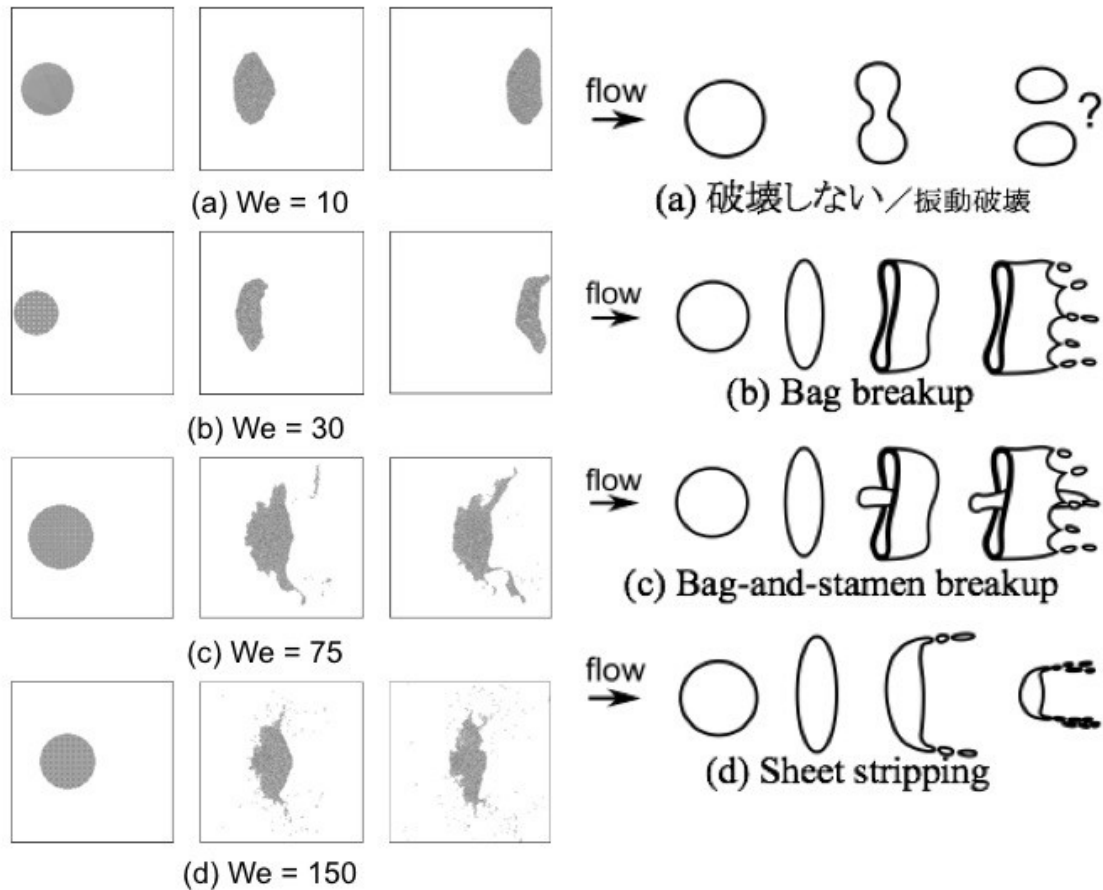 (a) We = 10
(b) We = 30
(c) We = 75
(d) We = 150
flow
?
(a) 破壊しない／振動破壊
flow
(b) Bag breakup
flow
(c) Bag-and-stamen breakup
flow
(d) Sheet stripping